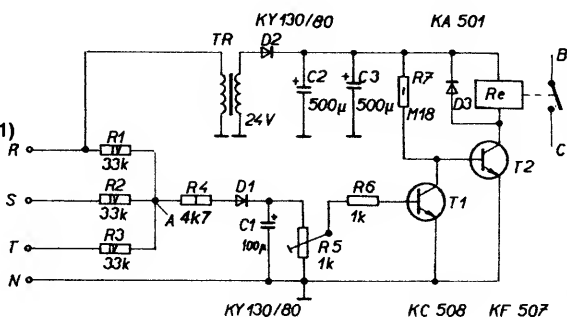 KY130/80 KA 501
TR D2
B
C2 500µ
C3 500µ
R7 M18
D3
Re
24V
C
1)
R R1 33k
S R2 33k
A
R4 4k7
D1
R6 1k
T1
T2
T R3 33k
C1 100µ
R5 1k
N
KY130/80 KC 508 KF 507